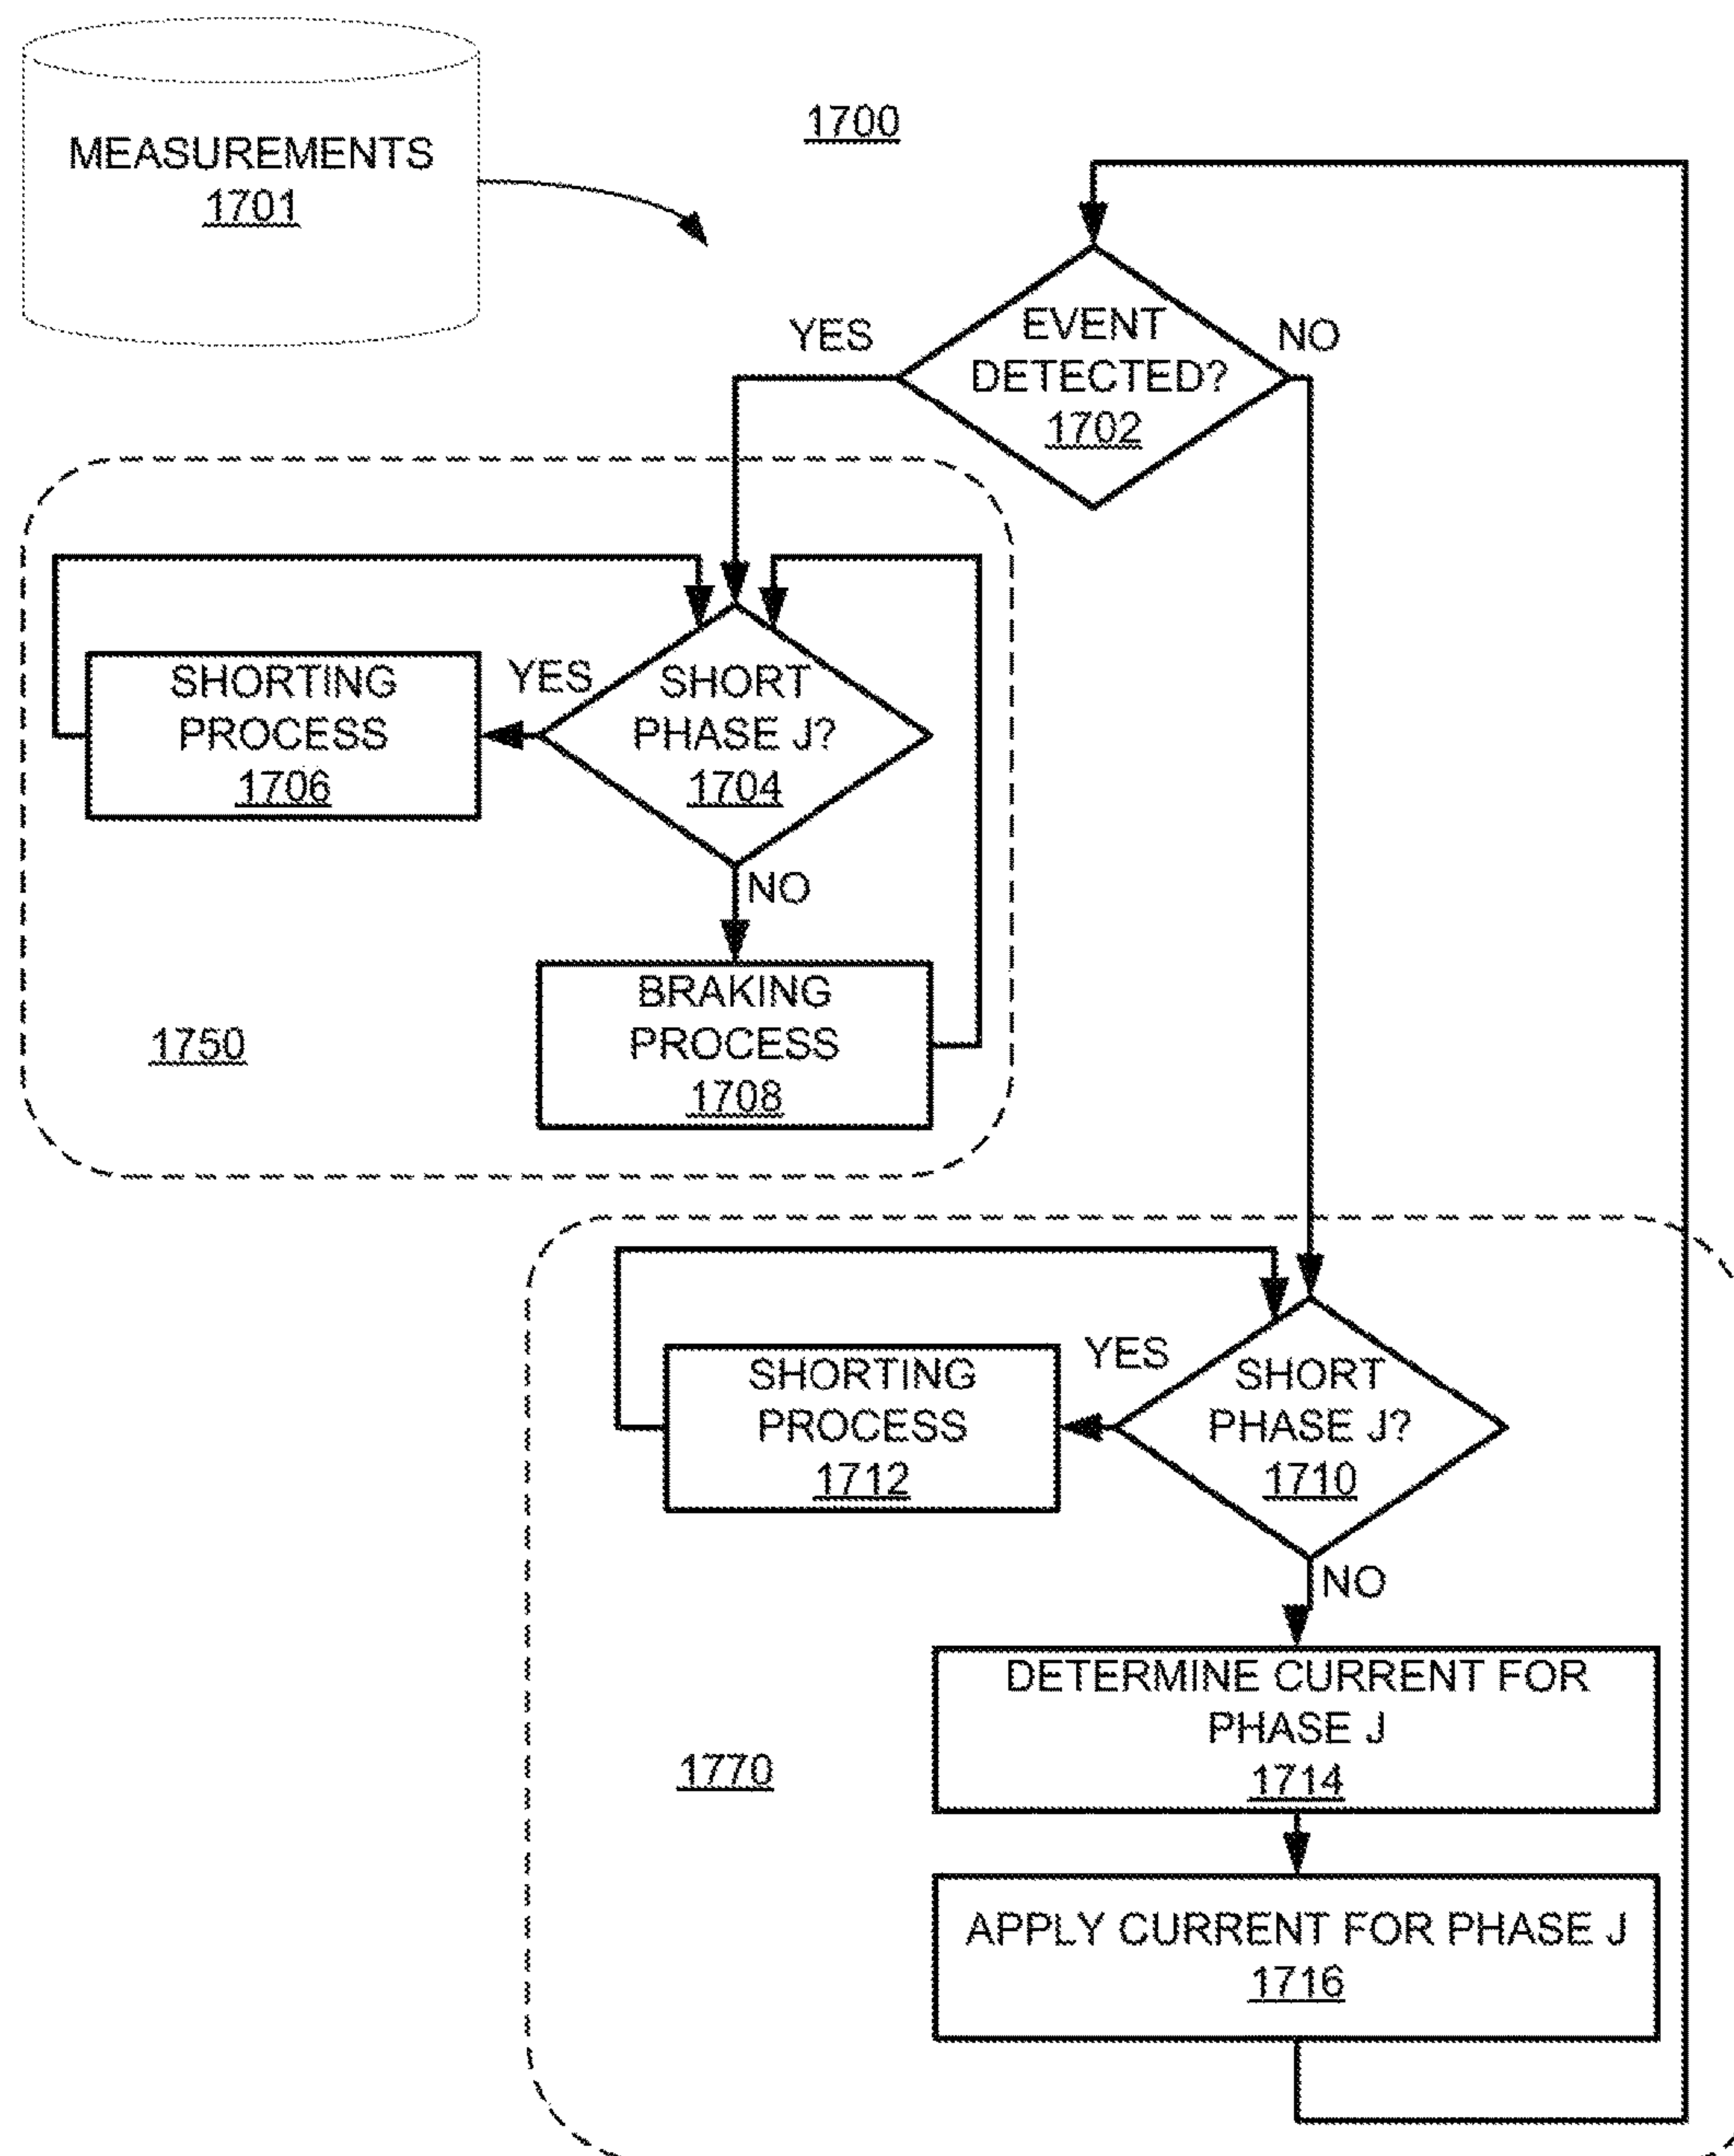 MEASUREMENTS
1701
1700
EVENT
DETECTED?
1702
YES
NO
SHORTING
PROCESS
1706
YES
SHORT
PHASE J?
1704
NO
BRAKING
PROCESS
1708
1750
SHORTING
PROCESS
1712
YES
SHORT
PHASE J?
1710
NO
DETERMINE CURRENT FOR
PHASE J
1714
1770
APPLY CURRENT FOR PHASE J
1716